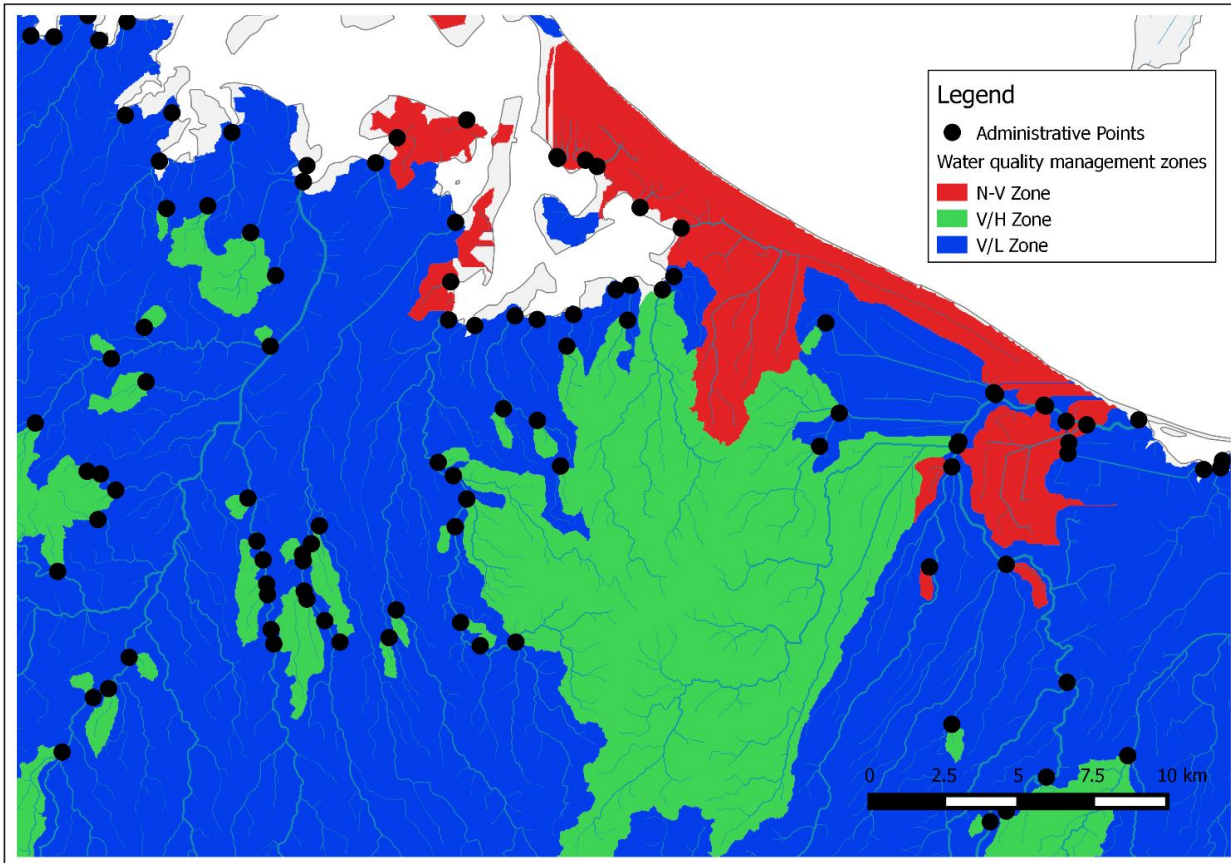 Legend
Administrative Points
Water quality management zones
N-V Zone
V/H Zone
V/L Zone
0 2.5 5 7.5 10 km